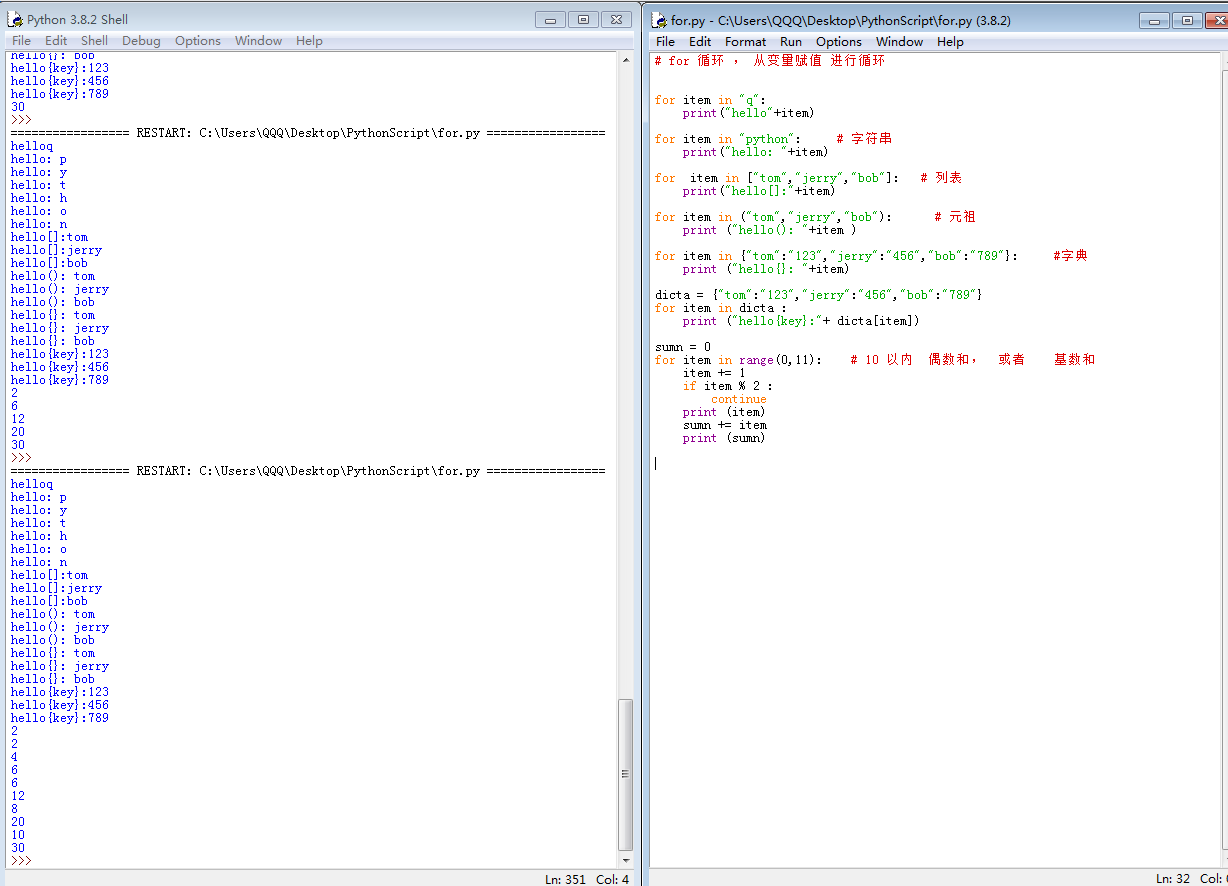 Python 3.8.2 Shell
File Edit Shell Debug Options Window Help
hello{}: bob
hello{key}:123
hello{key}:456
hello{key}:789
30
>>>
================= RESTART: C:\Users\QQQ\Desktop\PythonScript\for.py =================
helloq
hello: p
hello: y
hello: t
hello: h
hello: o
hello: n
hello[]:tom
hello[]:jerry
hello[]:bob
hello(): tom
hello(): jerry
hello(): bob
hello{}: tom
hello{}: jerry
hello{}: bob
hello{key}:123
hello{key}:456
hello{key}:789
2
6
12
20
30
>>>
================= RESTART: C:\Users\QQQ\Desktop\PythonScript\for.py =================
helloq
hello: p
hello: y
hello: t
hello: h
hello: o
hello: n
hello[]:tom
hello[]:jerry
hello[]:bob
hello(): tom
hello(): jerry
hello(): bob
hello{}: tom
hello{}: jerry
hello{}: bob
hello{key}:123
hello{key}:456
hello{key}:789
2
2
4
6
6
12
8
20
10
30
>>>
Ln: 351 Col: 4
for.py - C:\Users\QQQ\Desktop\PythonScript\for.py (3.8.2)
File Edit Format Run Options Window Help
# for 循环 ， 从变量赋值 进行循环
for item in "q":
    print("hello"+item)
for item in "python":     # 字符串
    print("hello: "+item)
for  item in ["tom","jerry","bob"]:   # 列表
    print("hello[]:"+item)
for item in ("tom","jerry","bob"):      # 元祖
    print ("hello(): "+item )
for item in {"tom":"123","jerry":"456","bob":"789"}:     #字典
    print ("hello{}: "+item)
dicta = {"tom":"123","jerry":"456","bob":"789"}
for item in dicta :
    print ("hello{key}:"+ dicta[item])
sumn = 0
for item in range(0,11):    # 10 以内  偶数和，  或者    基数和
    item += 1
    if item % 2 :
        continue
    print (item)
    sumn += item
    print (sumn)
Ln: 32 Col: